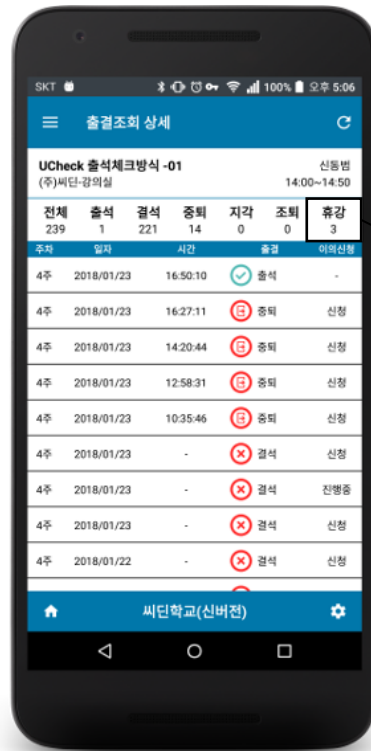 SKT 100% 오후 5:06
출결조회 상세
UCheck 출석체크방식 -01 신동범
(주)씨딘-강의실 14:00~14:50
전체 출석 결석 중퇴 지각 조퇴 휴강
239 1 221 14 0 0 3
주차 일자 시간 출결 이의신청
4주 2018/01/23 16:50:10 출석 -
4주 2018/01/23 16:27:11 중퇴 신청
4주 2018/01/23 14:20:44 중퇴 신청
4주 2018/01/23 12:58:31 중퇴 신청
4주 2018/01/23 10:35:46 중퇴 신청
4주 2018/01/23 - 결석 신청
4주 2018/01/23 - 결석 진행중
4주 2018/01/23 - 결석 신청
4주 2018/01/22 - 결석 신청
씨딘학교(신버전)